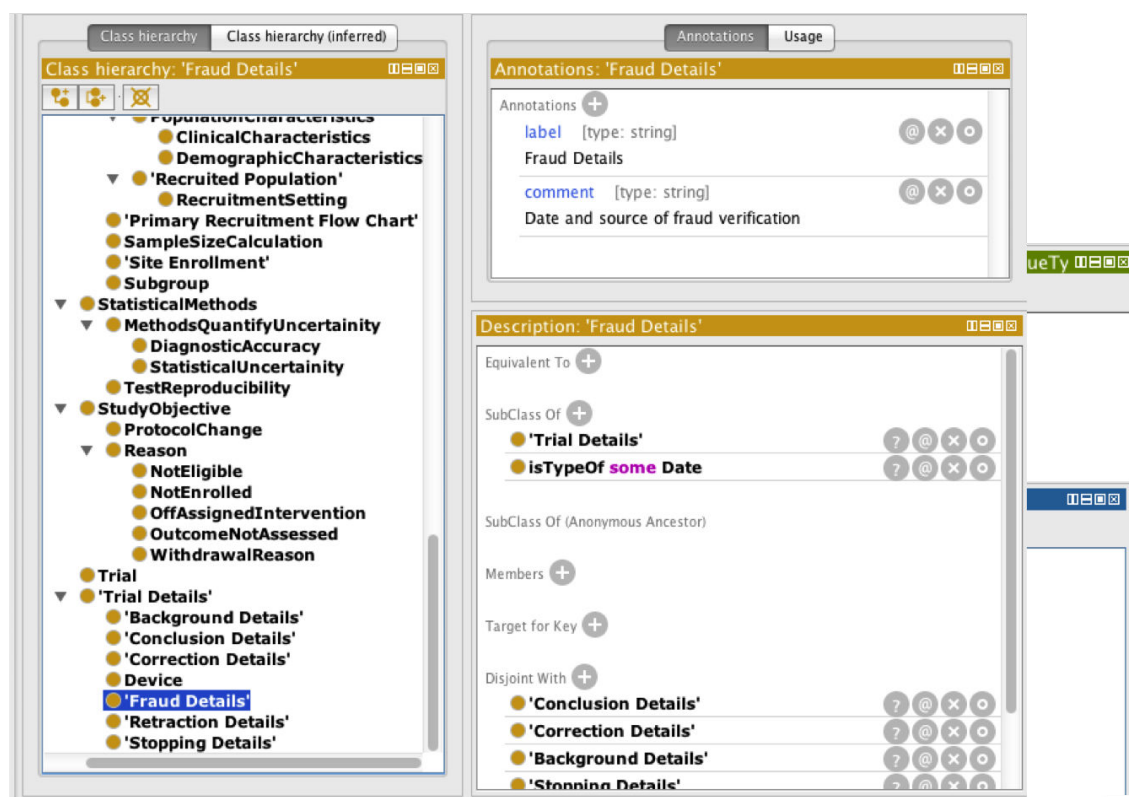 Class hierarchy Class hierarchy (inferred)
Class hierarchy: 'Fraud Details'
PopulationCharacteristics
ClinicalCharacteristics
DemographicCharacteristics
'Recruited Population'
RecruitmentSetting
'Primary Recruitment Flow Chart'
SampleSizeCalculation
'Site Enrollment'
Subgroup
StatisticalMethods
MethodsQuantifyUncertainity
DiagnosticAccuracy
StatisticalUncertainity
TestReproducibility
StudyObjective
ProtocolChange
Reason
NotEligible
NotEnrolled
OffAssignedIntervention
OutcomeNotAssessed
WithdrawalReason
Trial
'Trial Details'
'Background Details'
'Conclusion Details'
'Correction Details'
Device
'Fraud Details'
'Retraction Details'
'Stopping Details'
Annotations Usage
Annotations: 'Fraud Details'
Annotations
label [type: string]
Fraud Details
comment [type: string]
Date and source of fraud verification
Description: 'Fraud Details'
Equivalent To
SubClass Of
'Trial Details'
isTypeOf some Date
SubClass Of (Anonymous Ancestor)
Members
Target for Key
Disjoint With
'Conclusion Details'
'Correction Details'
'Background Details'
'Stopping Details'
ueTy